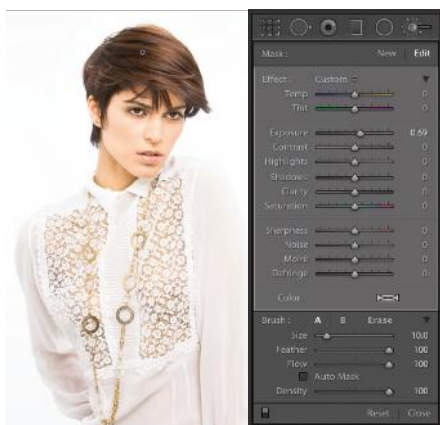 Mask : New Edit
Effect : Custom
Temp 0
Tint 0
Exposure 0.69
Contrast 0
Highlights 0
Shadows 0
Clarity 0
Saturation 0
Sharpness 0
Noise 0
Moiré 0
Defringe 0
Color
Brush : A B Erase
Size 10.0
Feather 100
Flow 100
Auto Mask
Density 100
Reset Close